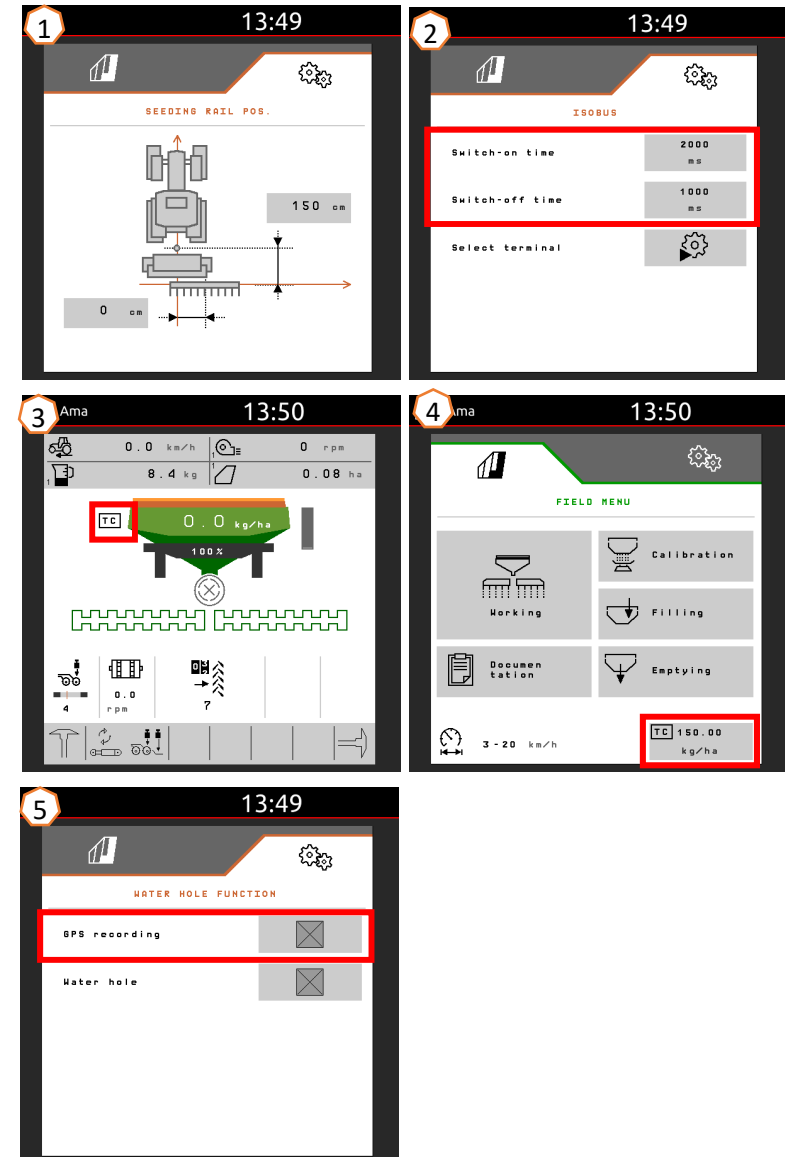 1
13:49
SEEDING RAIL POS.
150 cm
0 cm
2
13:49
ISOBUS
Switch-on time
2000
ms
Switch-off time
1000
ms
Select terminal
3
Ama
13:50
0.0 km/h
1
0 rpm
1
8.4 kg
1
0.08 ha
TC
0.0 kg/ha
100%
4
0.0
rpm
7
4
ma
13:50
FIELD MENU
Working
Calibration
Filling
Documen
tation
Emptying
3-20 km/h
TC 150.00
kg/ha
5
13:49
WATER HOLE FUNCTION
GPS recording
Water hole